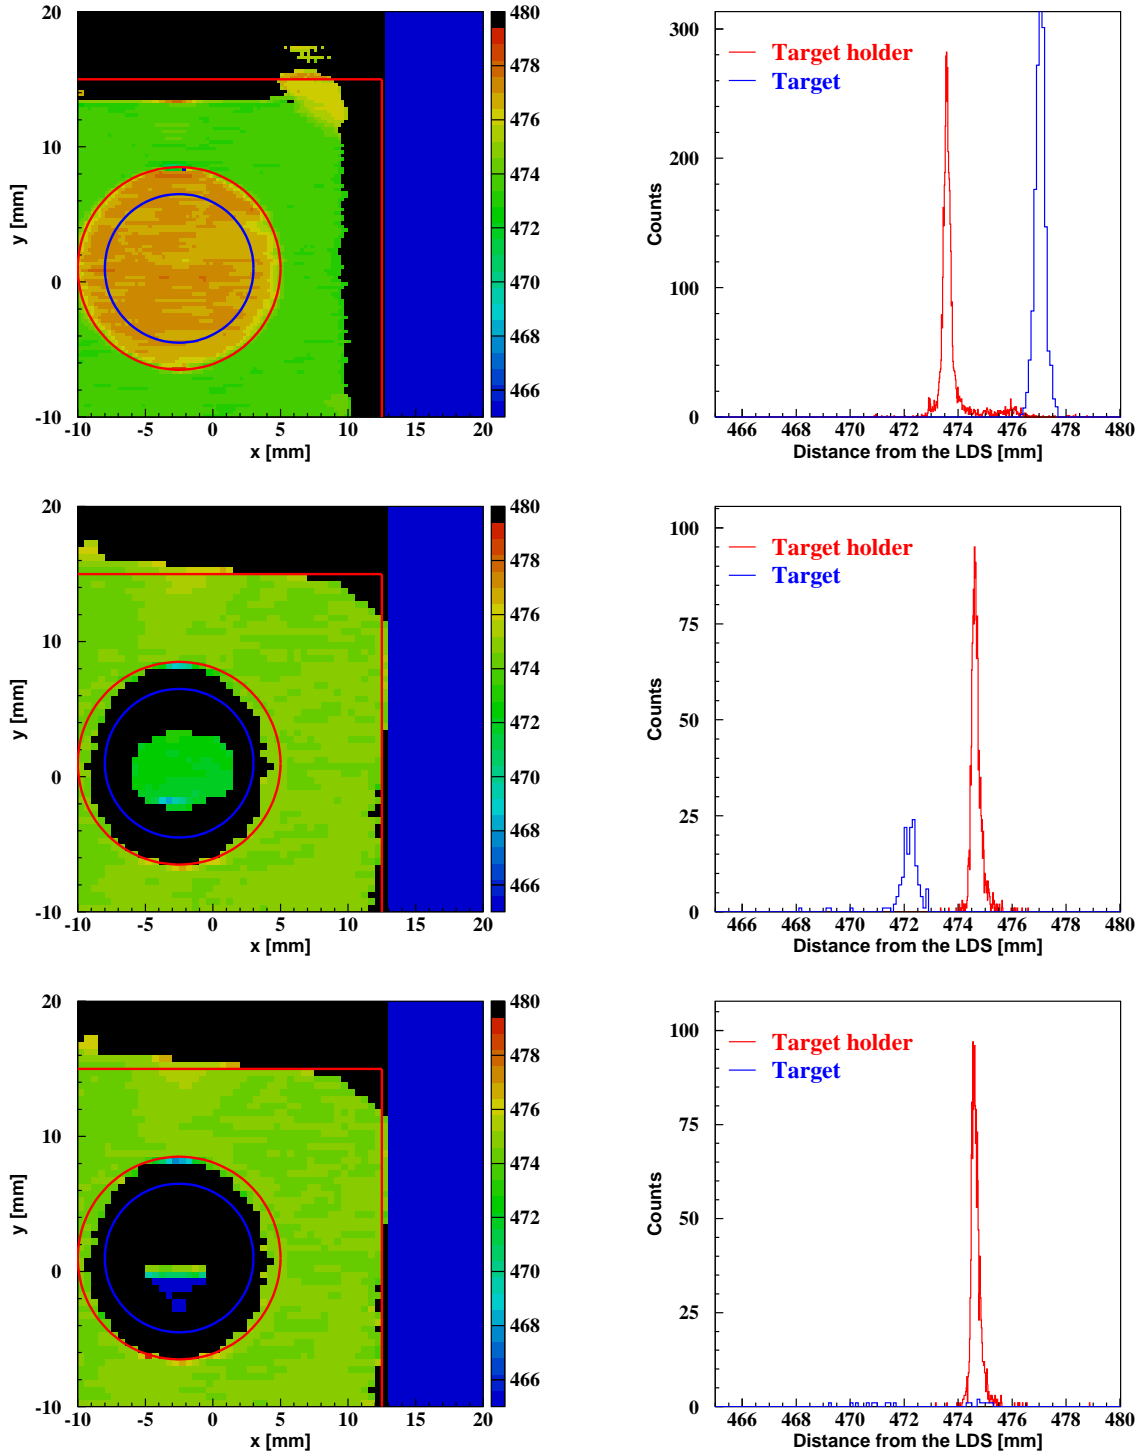 20
10
0
-10
y [mm]
-10 -5 0 5 10 15 20
x [mm]
480
478
476
474
472
470
468
466
300
200
100
0
Counts
Target holder
Target
466 468 470 472 474 476 478 480
Distance from the LDS [mm]
20
10
0
-10
y [mm]
-10 -5 0 5 10 15 20
x [mm]
480
478
476
474
472
470
468
466
100
75
50
25
0
Counts
Target holder
Target
466 468 470 472 474 476 478 480
Distance from the LDS [mm]
20
10
0
-10
y [mm]
-10 -5 0 5 10 15 20
x [mm]
480
478
476
474
472
470
468
466
100
75
50
25
0
Counts
Target holder
Target
466 468 470 472 474 476 478 480
Distance from the LDS [mm]